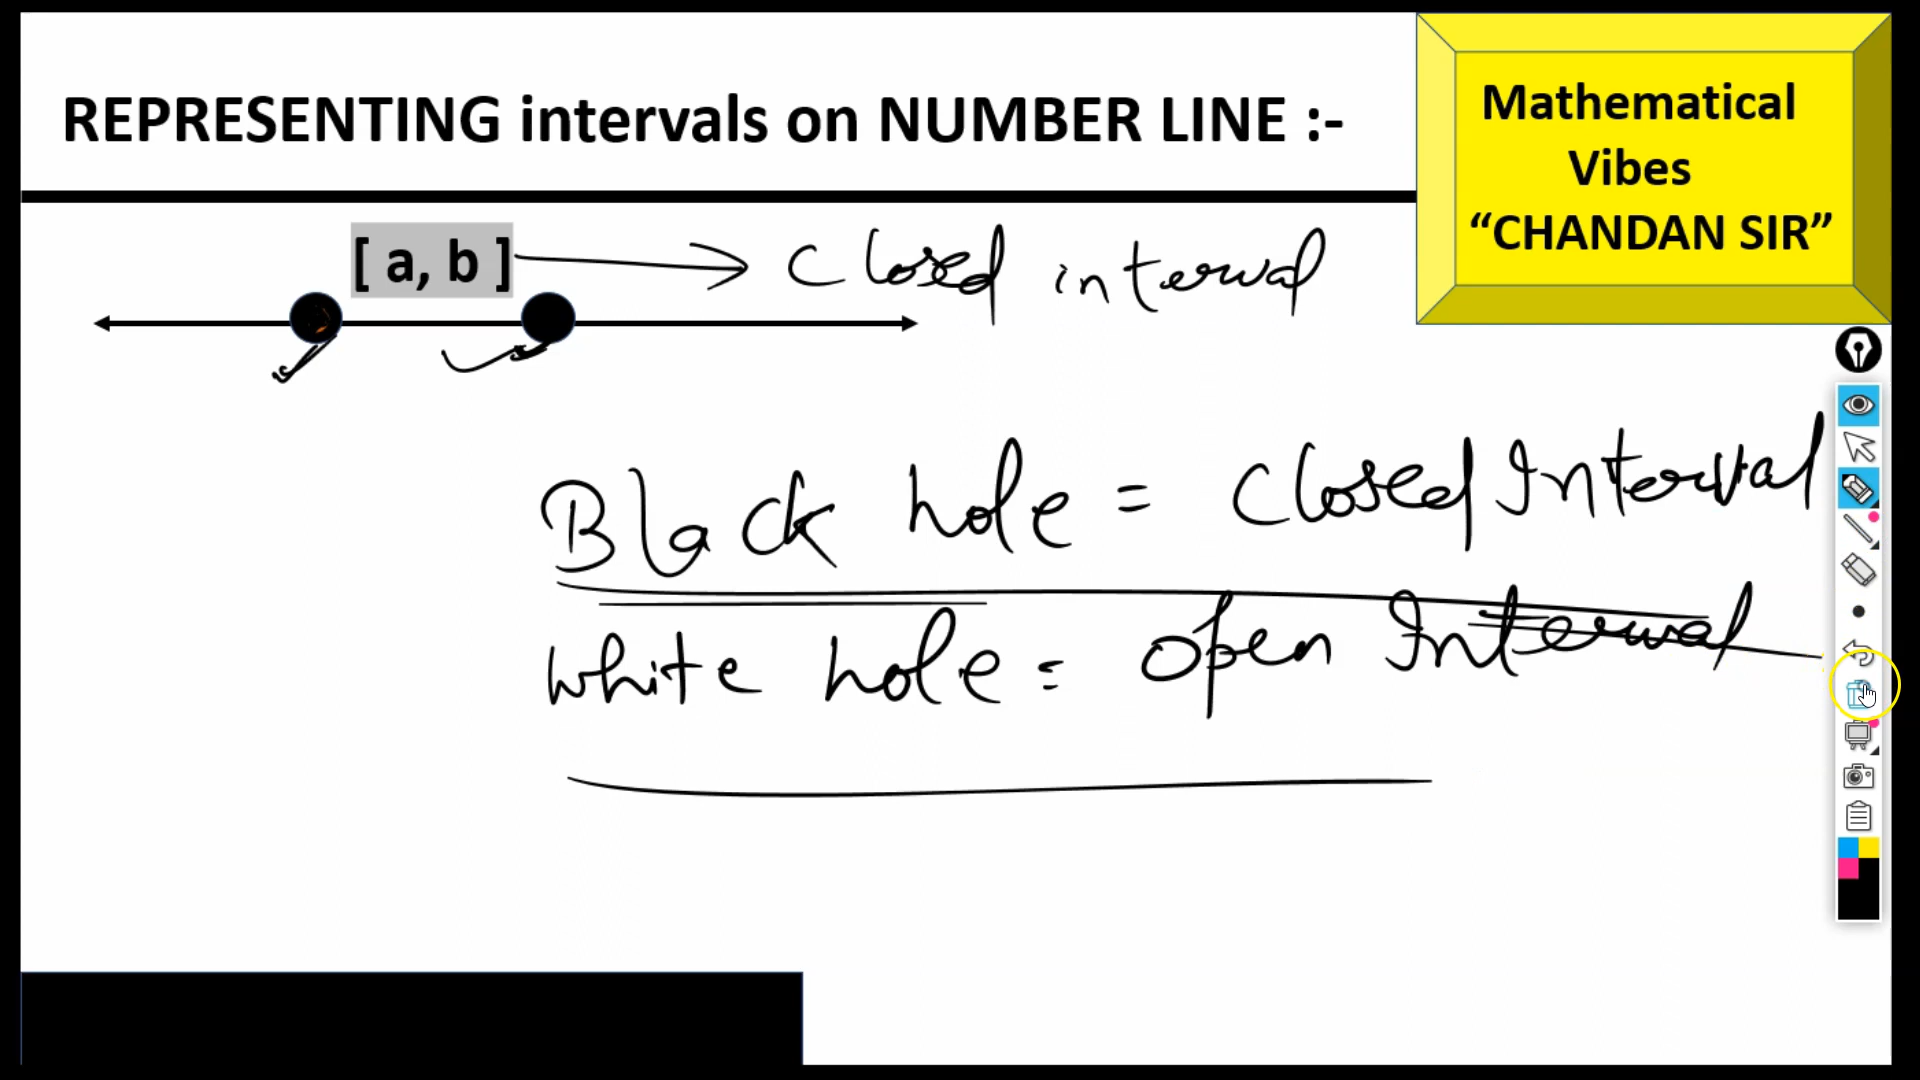 REPRESENTING intervals on NUMBER LINE :-
Mathematical
Vibes
“CHANDAN SIR”
[ a, b ] Closed interval
Black hole = Closed Interval
white hole = open Interval